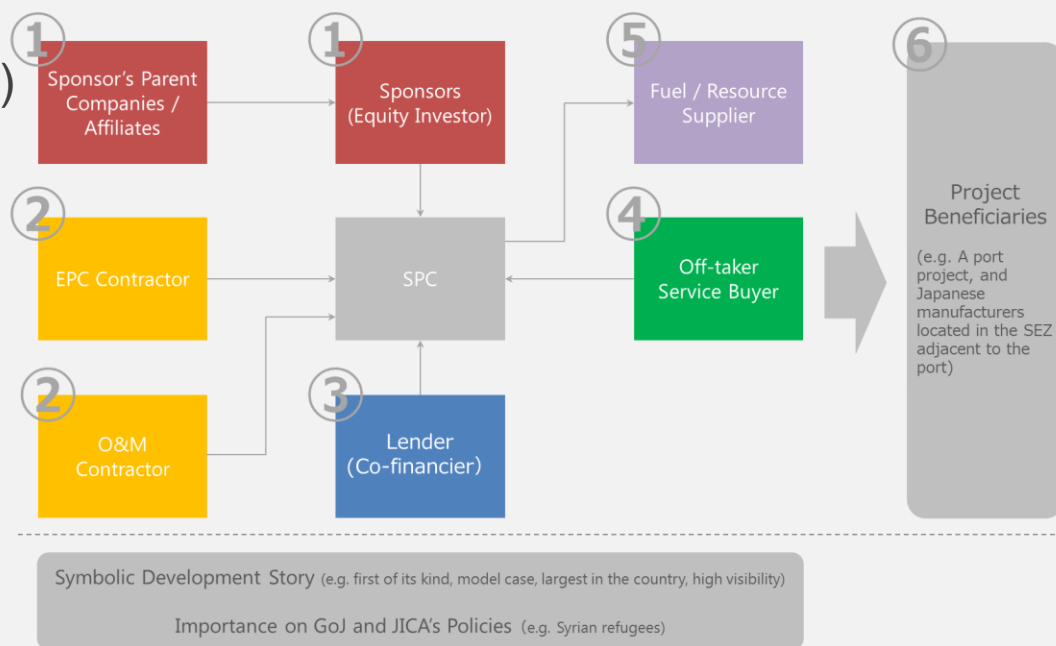 )
①
Sponsor's Parent
Companies /
Affiliates
①
Sponsors
(Equity Investor)
⑤
Fuel / Resource
Supplier
⑥
Project
Beneficiaries
(e.g. A port
project, and
Japanese
manufacturers
located in the SEZ
adjacent to the
port)
②
EPC Contractor
SPC
④
Off-taker
Service Buyer
②
O&M
Contractor
③
Lender
(Co-financier)
Symbolic Development Story (e.g. first of its kind, model case, largest in the country, high visibility)
Importance on GoJ and JICA's Policies (e.g. Syrian refugees)